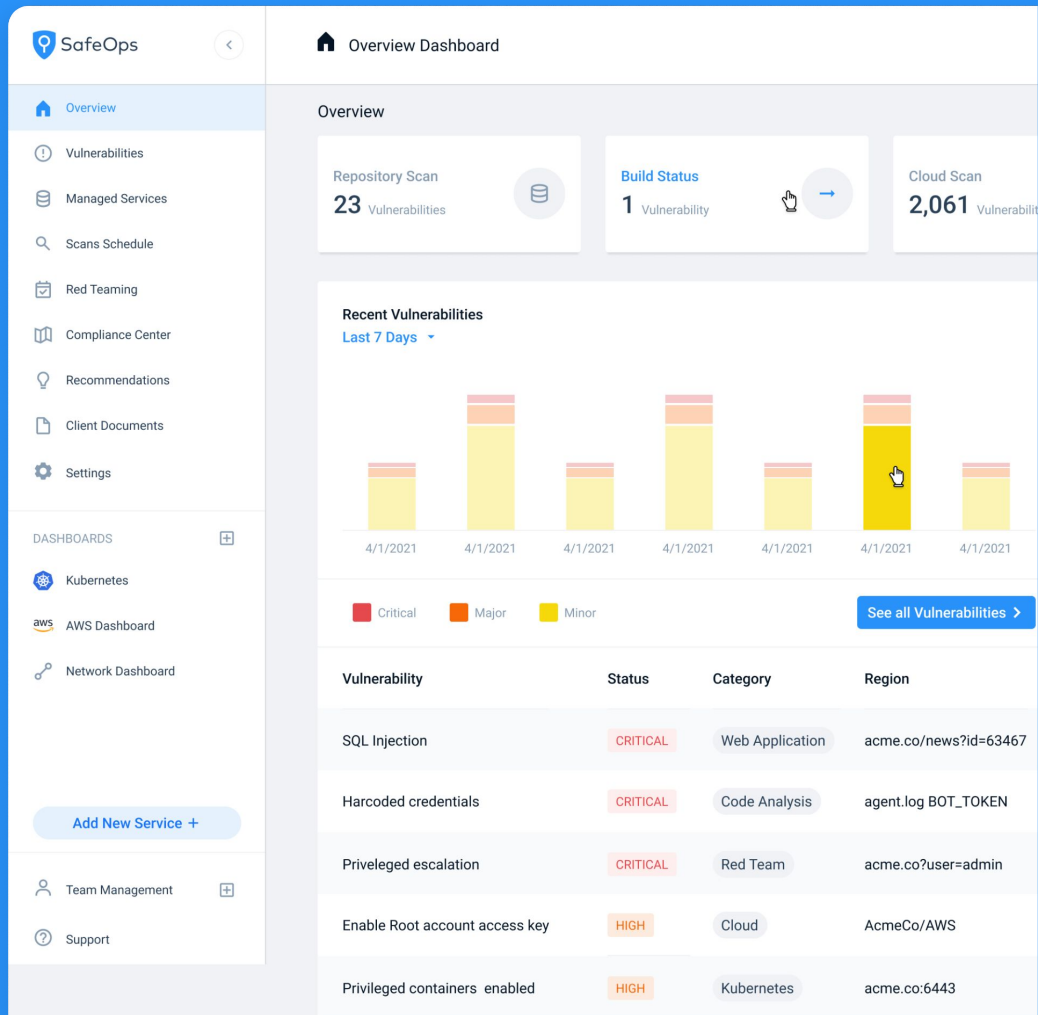 SafeOps
Overview
Vulnerabilities
Managed Services
Scans Schedule
Red Teaming
Compliance Center
Recommendations
Client Documents
Settings
DASHBOARDS
Kubernetes
aws AWS Dashboard
Network Dashboard
Add New Service +
Team Management
Support
Overview Dashboard
Overview
Repository Scan
23 Vulnerabilities
Build Status
1 Vulnerability
Cloud Scan
2,061 Vulnerabilit
Recent Vulnerabilities
Last 7 Days
4/1/2021 4/1/2021 4/1/2021 4/1/2021 4/1/2021 4/1/2021 4/1/2021
Critical Major Minor
See all Vulnerabilities >
Vulnerability Status Category Region
SQL Injection CRITICAL Web Application acme.co/news?id=63467
Harcoded credentials CRITICAL Code Analysis agent.log BOT_TOKEN
Priveleged escalation CRITICAL Red Team acme.co?user=admin
Enable Root account access key HIGH Cloud AcmeCo/AWS
Privileged containers enabled HIGH Kubernetes acme.co:6443